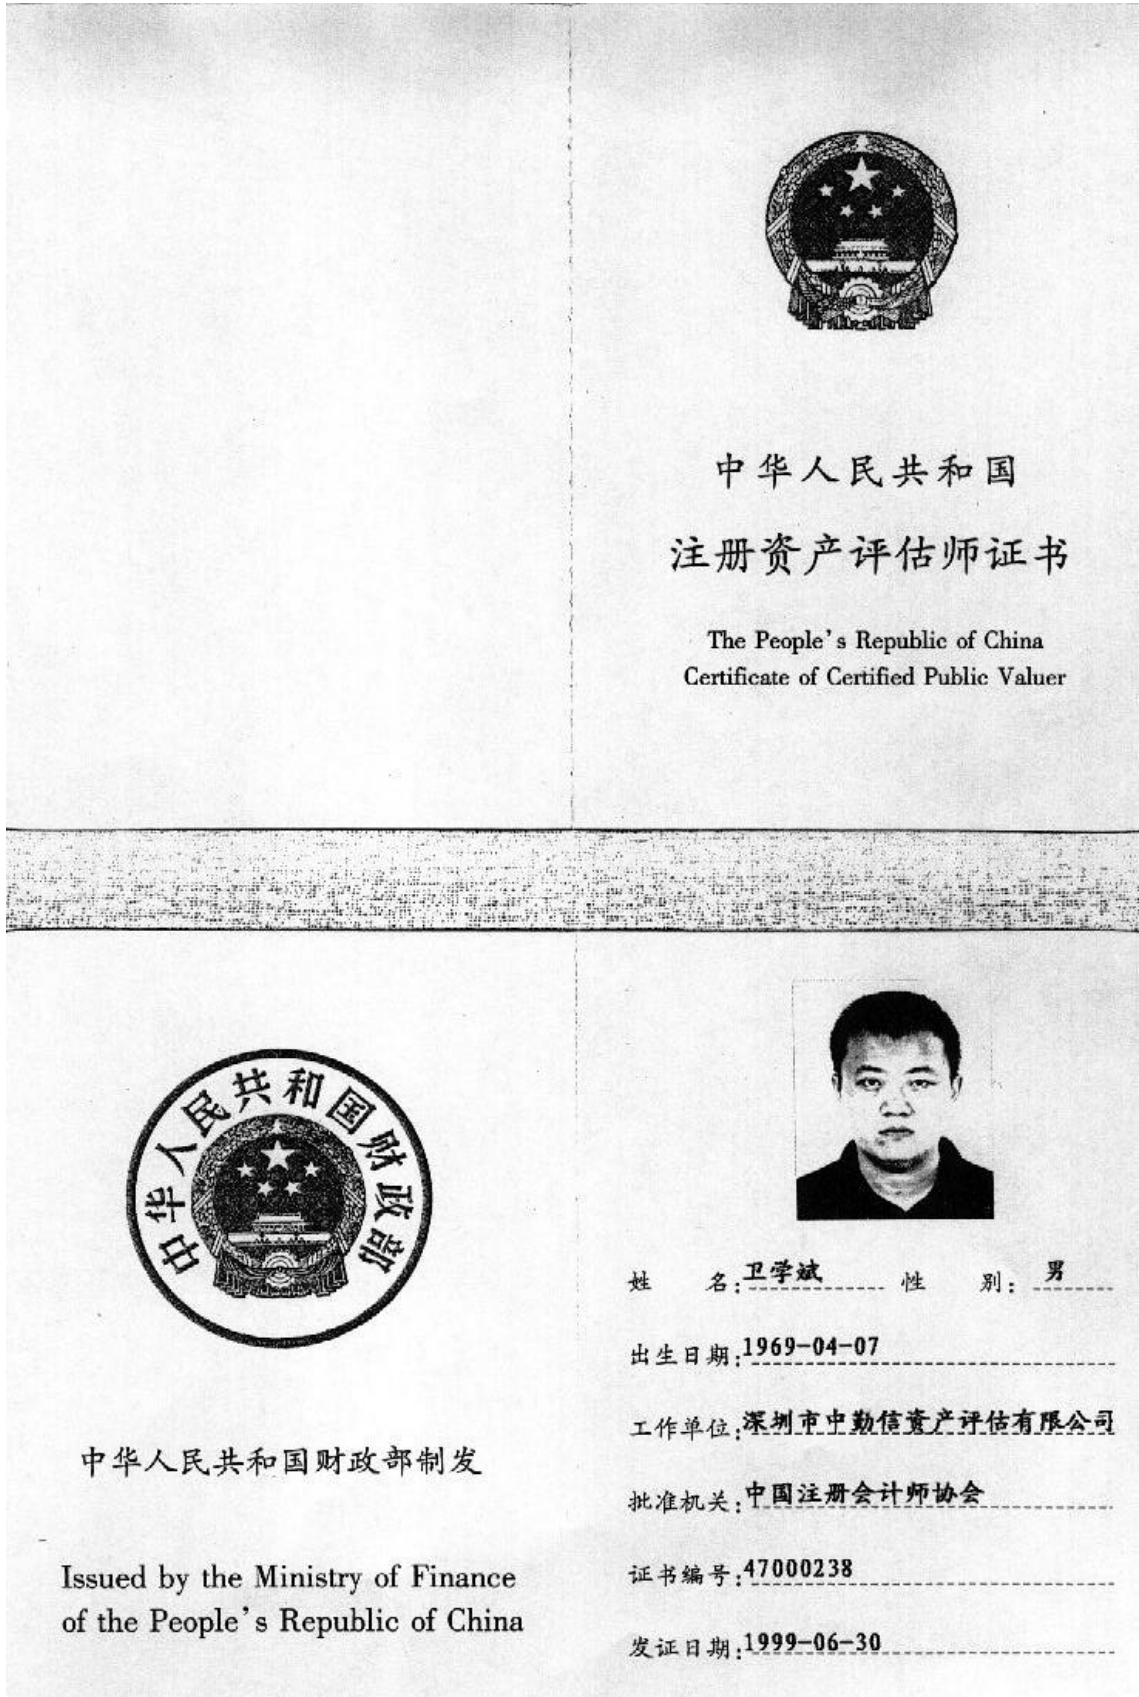 中华人民共和国
注册资产评估师证书
The People's Republic of China
Certificate of Certified Public Valuer
中华人民共和国财政部
中华人民共和国财政部制发
Issued by the Ministry of Finance
of the People's Republic of China
姓 名:卫学斌 性 别:男
出生日期:1969-04-07
工作单位:深圳市中勤信资产评估有限公司
批准机关:中国注册会计师协会
证书编号:47000238
发证日期:1999-06-30